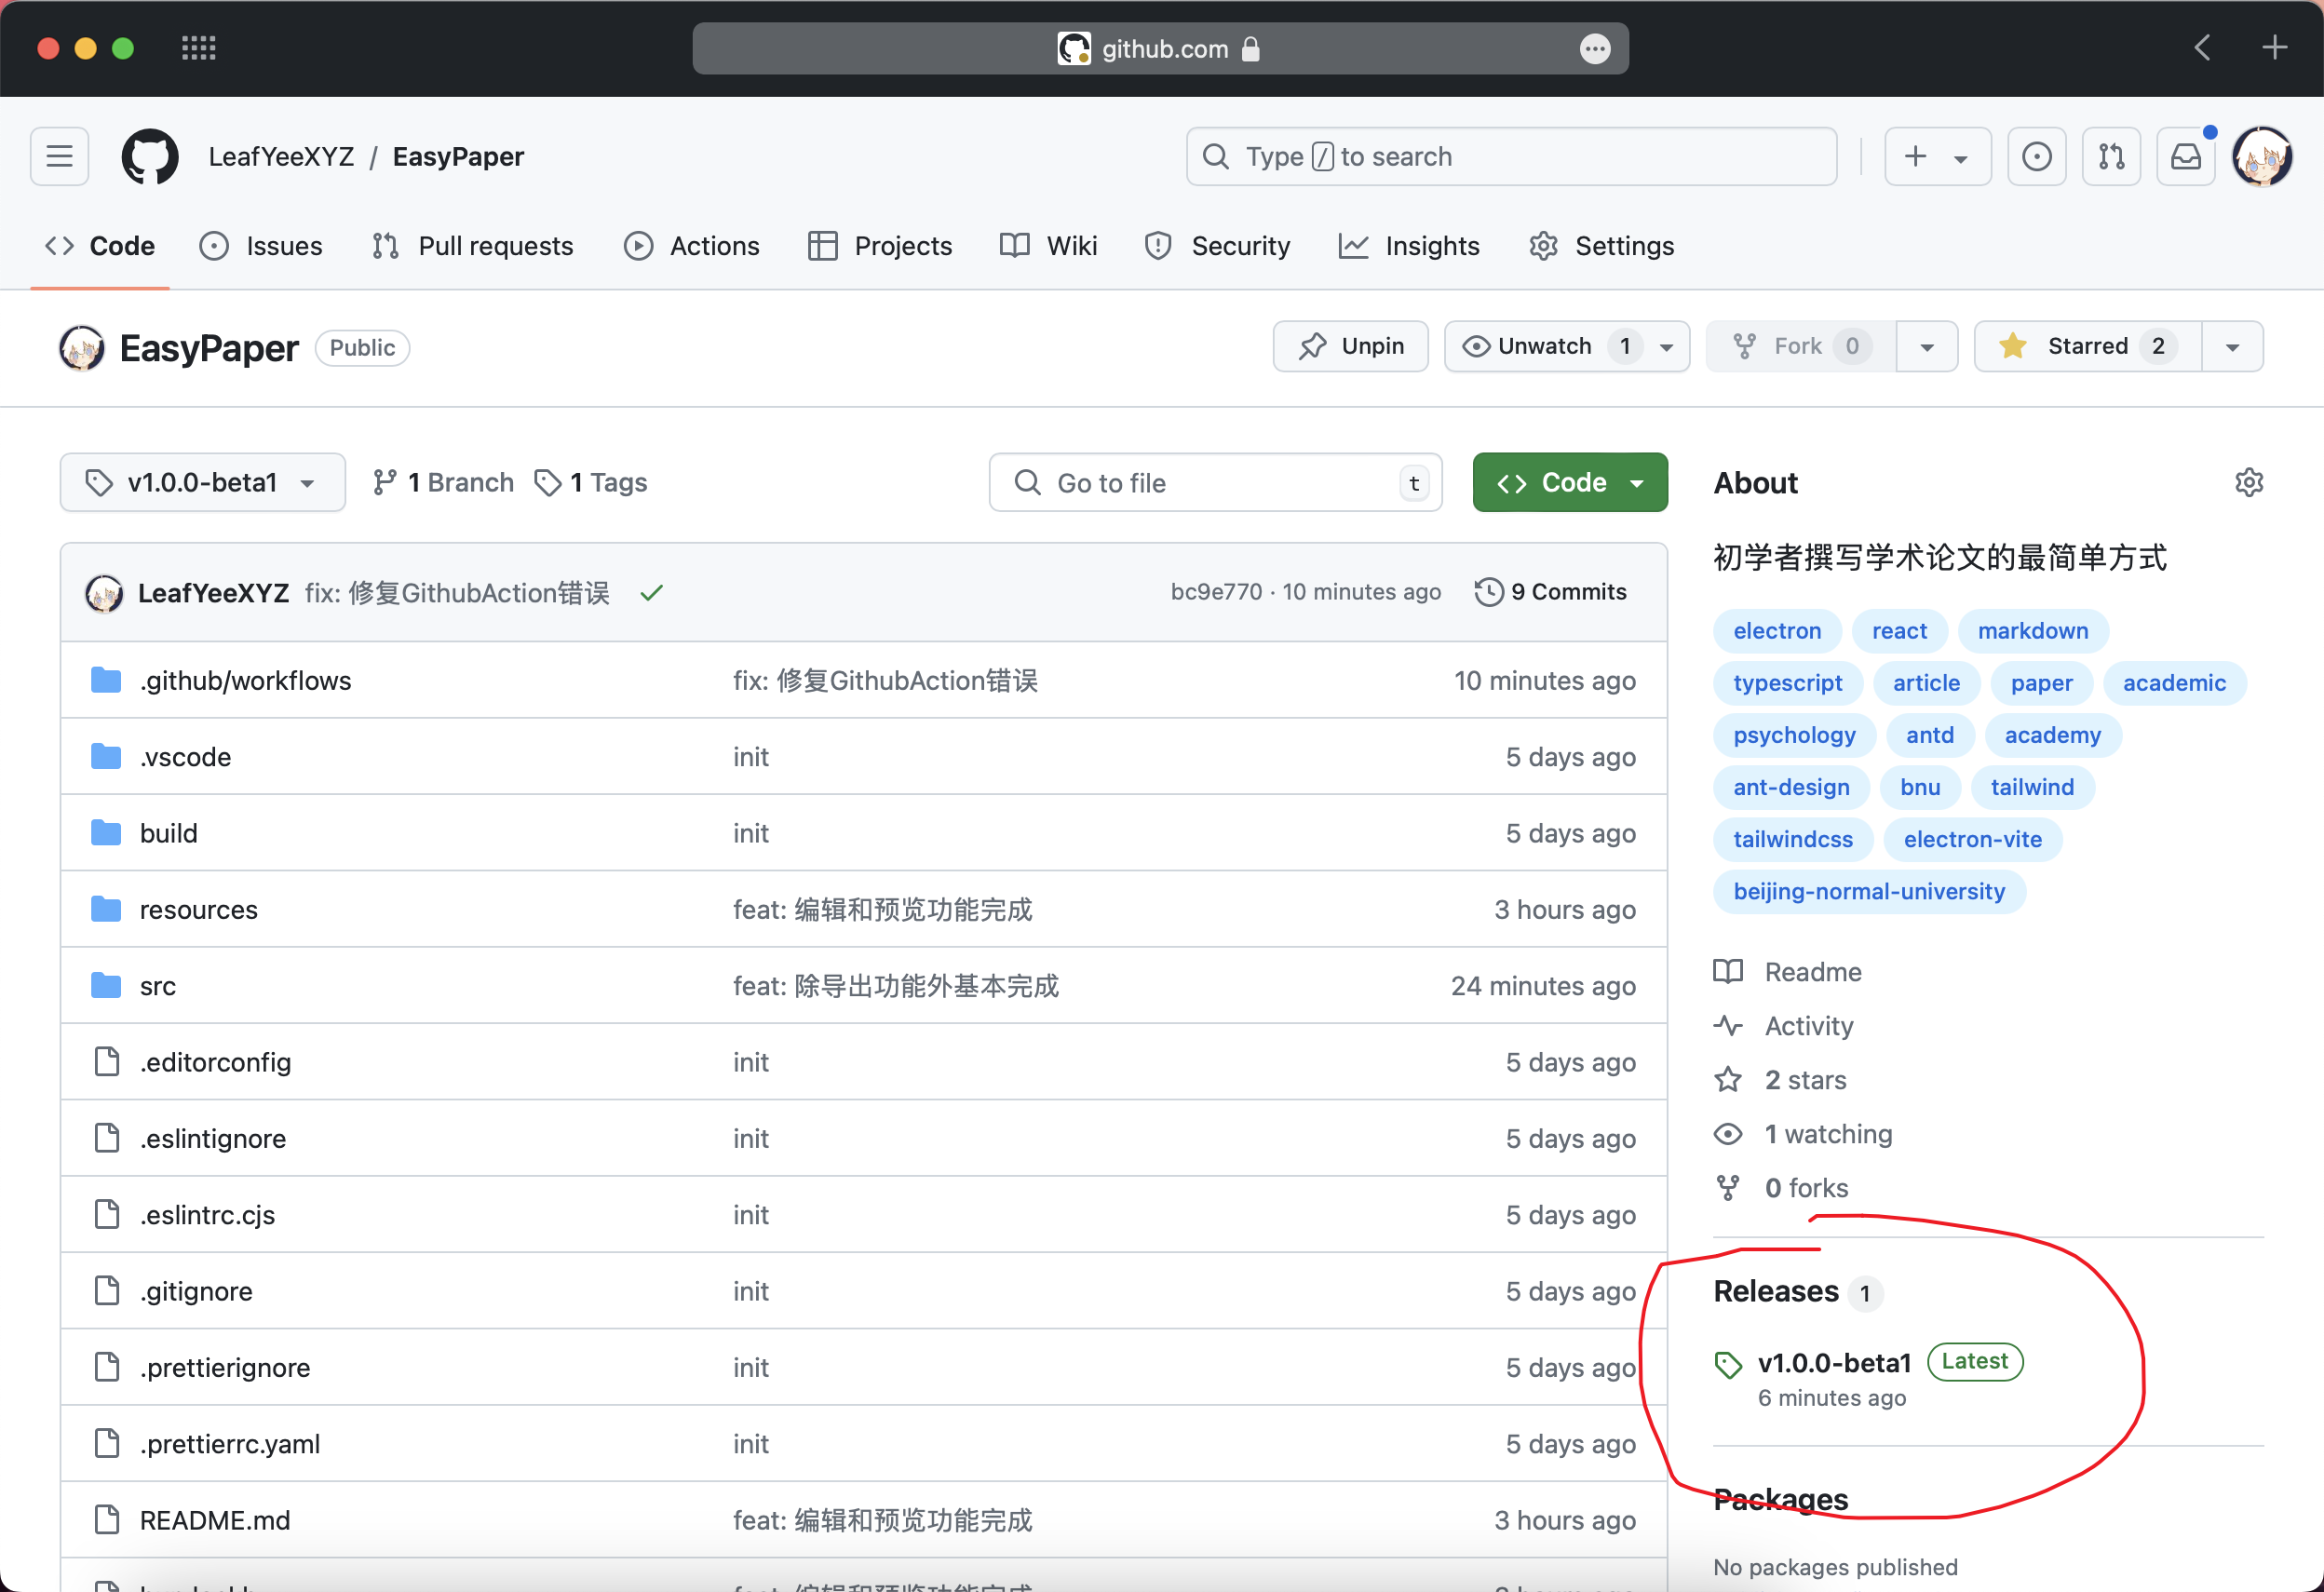 github.com
LeafYeeXYZ / EasyPaper
Type / to search
Code
Issues
Pull requests
Actions
Projects
Wiki
Security
Insights
Settings
EasyPaper Public
Unpin
Unwatch 1
Fork 0
Starred 2
v1.0.0-beta1
1 Branch
1 Tags
Go to file t
Code
LeafYeeXYZ fix: 修复GithubAction错误
bc9e770 · 10 minutes ago
9 Commits
.github/workflows fix: 修复GithubAction错误 10 minutes ago
.vscode init 5 days ago
build init 5 days ago
resources feat: 编辑和预览功能完成 3 hours ago
src feat: 除导出功能外基本完成 24 minutes ago
.editorconfig init 5 days ago
.eslintignore init 5 days ago
.eslintrc.cjs init 5 days ago
.gitignore init 5 days ago
.prettierignore init 5 days ago
.prettierrc.yaml init 5 days ago
README.md feat: 编辑和预览功能完成 3 hours ago
About
初学者撰写学术论文的最简单方式
electron react markdown
typescript article paper academic
psychology antd academy
ant-design bnu tailwind
tailwindcss electron-vite
beijing-normal-university
Readme
Activity
2 stars
1 watching
0 forks
Releases 1
v1.0.0-beta1 Latest
6 minutes ago
Packages
No packages published